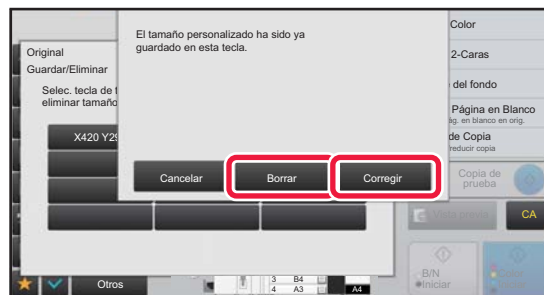 El tamaño personalizado ha sido ya
guardado en esta tecla.
Cancelar
Borrar
Corregir
Original
Guardar/Eliminar
Selec. tecla de
eliminar tamaño
X420
Otros
3 B4
4 A3
A4
Color
2-Caras
del fondo
Página en Blanco
ág. en blanco en orig.
de Copia
reducir copia
Copia de
prueba
CA
B/N
Iniciar